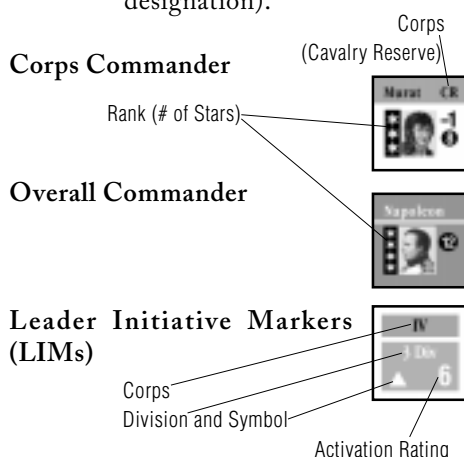 designation).
Corps
(Cavalry Reserve)
Corps Commander
Murat CR
Rank (# of Stars)
-1
0
Overall Commander
Napoleon
12
Leader Initiative Markers
(LIMs)
IV
3 Div
6
Corps
Division and Symbol
Activation Rating